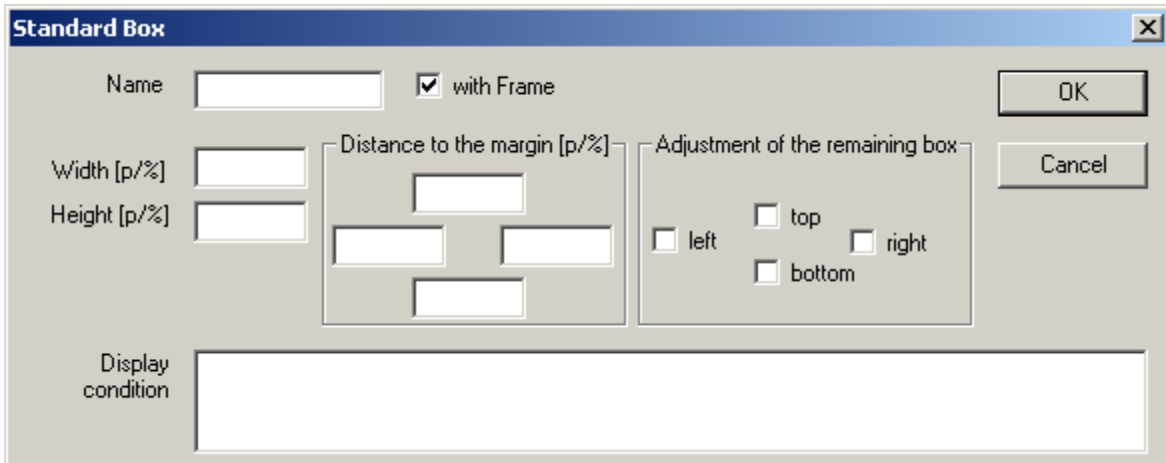 Standard Box
Name
with Frame
OK
Width [p/%]
Height [p/%]
Distance to the margin [p/%]
Adjustment of the remaining box
left
top
right
bottom
Cancel
Display
condition